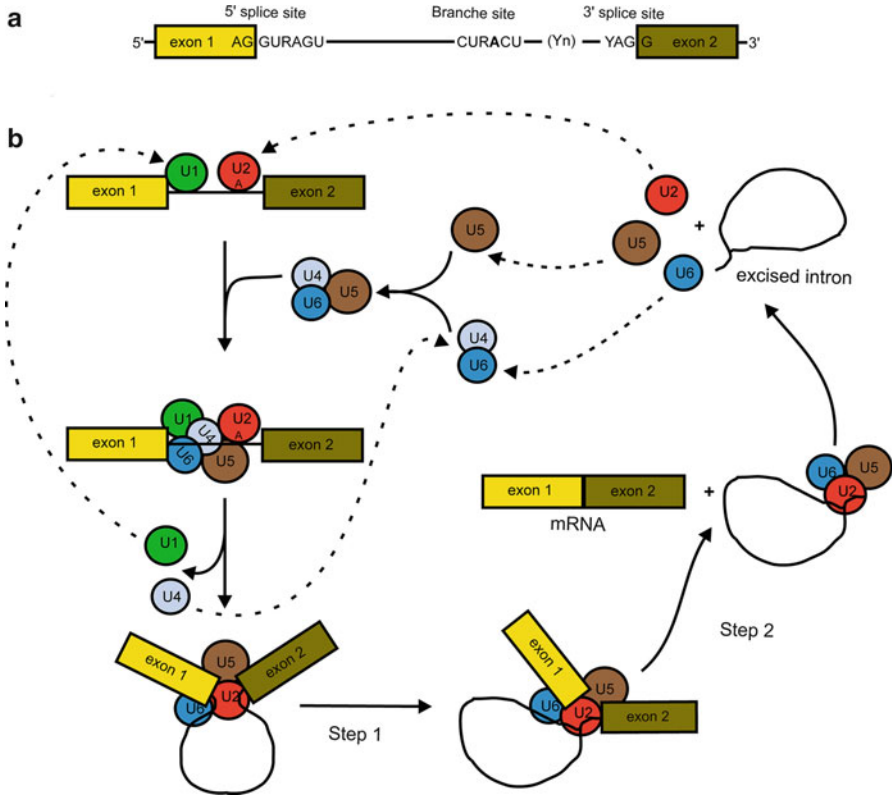 a
5' splice site
Branche site
3' splice site
5' exon 1 AG GURAGU CURACU (Yn) YAG G exon 2 3'
b
U1 U2 A
exon 1 exon 2
U2
U5 U5 +
U6
excised intron
U4 U6 U5
U4
U6
U1 U4 U2 A
exon 1 U6 U5 exon 2
U6 U5
U2
exon 1 exon 2 +
mRNA
U1
U4
Step 2
exon 1 U5 exon 2
U6 U2
Step 1
exon 1
U5
U6 U2
exon 2